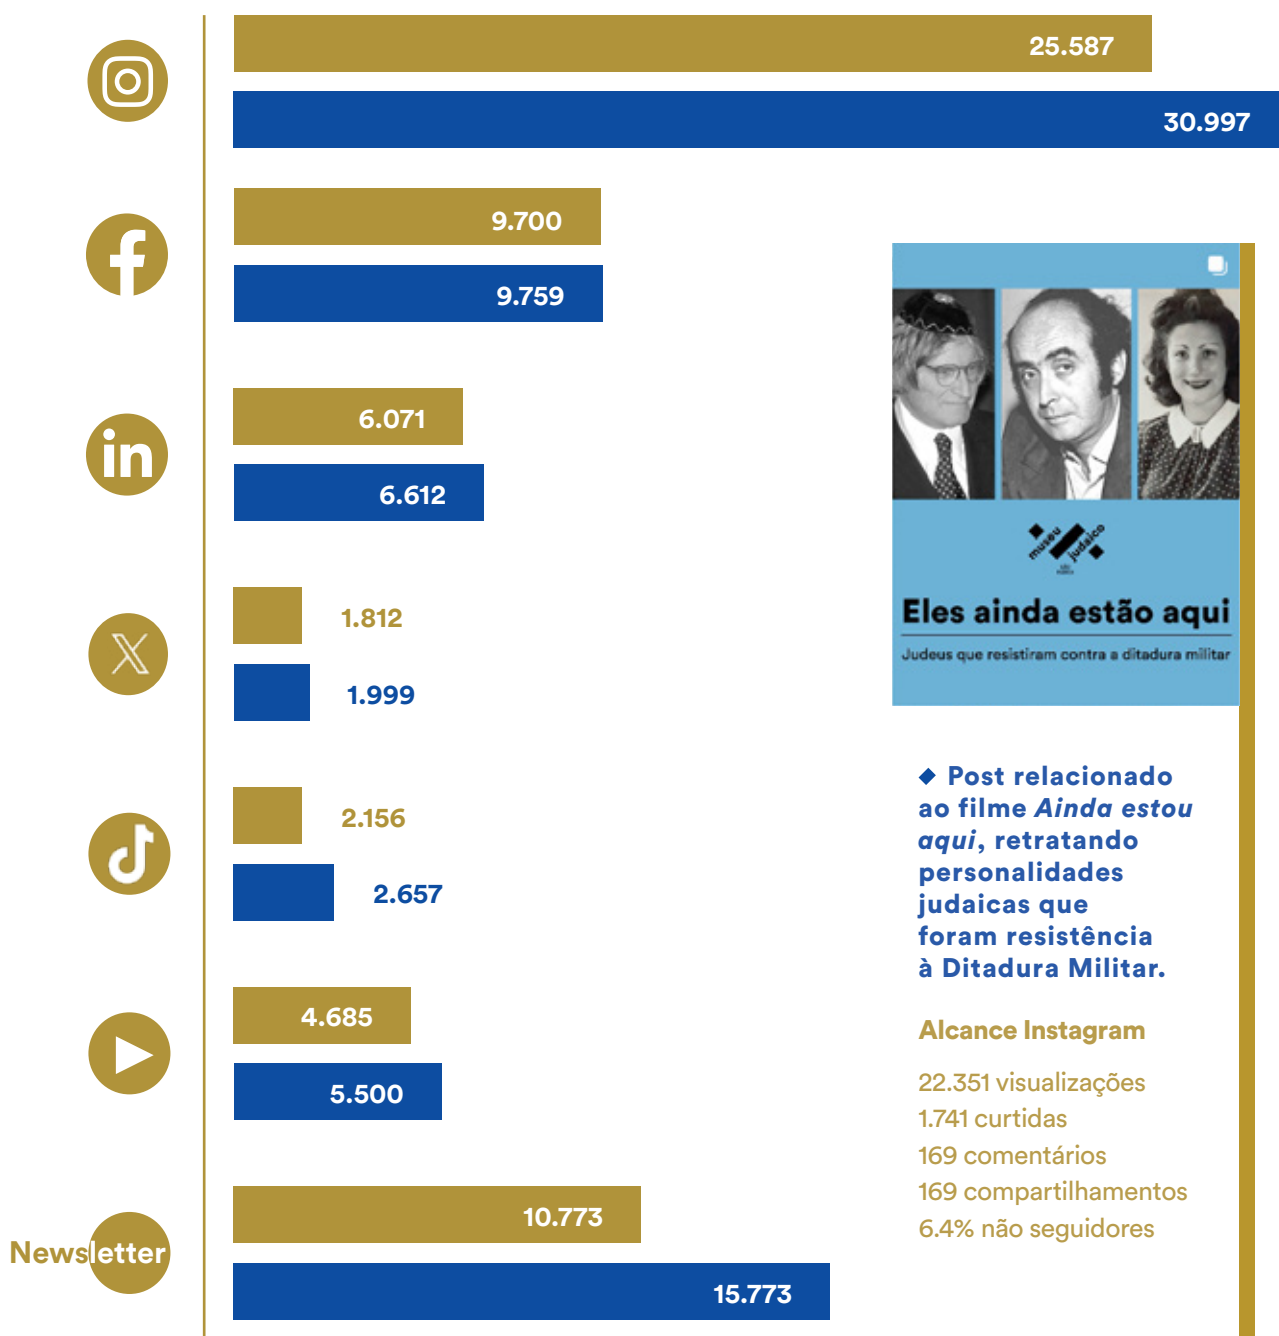 25.587
30.997
9.700
9.759
in
6.071
6.612
1.812
1.999
2.156
2.657
4.685
5.500
Newsletter
10.773
15.773
museu judaico
Eles ainda estão aqui
Judeus que resistiram contra a ditadura militar
◆ Post relacionado
ao filme Ainda estou
aqui, retratando
personalidades
judaicas que
foram resistência
à Ditadura Militar.
Alcance Instagram
22.351 visualizações
1.741 curtidas
169 comentários
169 compartilhamentos
6.4% não seguidores